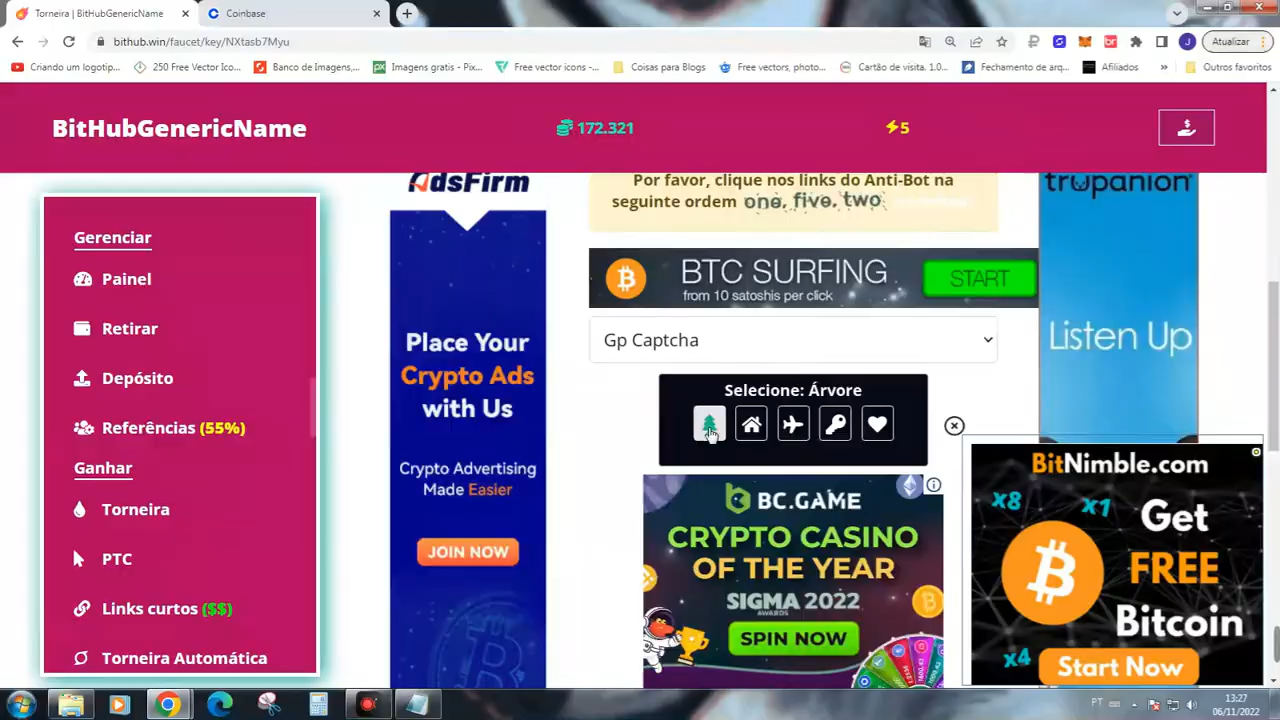 Torneira | BitHubGenericName
Coinbase
bithub.win/faucet/key/NXtasb7Myu
J
Atualizar
Criando um logotip...
250 Free Vector Ico...
Banco de Imagens,...
Imagens gratis - Pix...
Free vector icons -...
Coisas para Blogs
Free vectors, photo...
Cartão de visita. 1.0...
Fechamento de arq...
Afiliados
»
Outros favoritos
BitHubGenericName
172.321
5
Gerenciar
Painel
Retirar
Depósito
Referências (55%)
Ganhar
Torneira
PTC
Links curtos ($$)
Torneira Automática
AdsFirm
Place Your
Crypto Ads
with Us
Crypto Advertising
Made Easier
JOIN NOW
Por favor, clique nos links do Anti-Bot na
seguinte ordem one, five, two
BTC SURFING
from 10 satoshis per click
START
Gp Captcha
Selecione: Árvore
BC.GAME
CRYPTO CASINO
OF THE YEAR
SIGMA 2022
AWARDS
SPIN NOW
trupanion
Listen Up
BitNimble.com
x8
x1
Get
FREE
Bitcoin
x4
Start Now
PT
13:27
06/11/2022